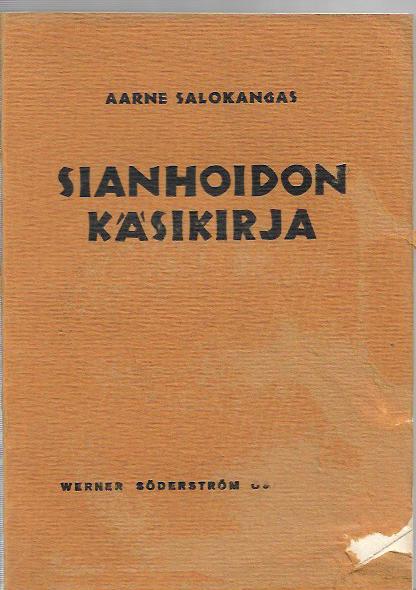 AARNE SALOKANGAS
SIANHOIDON
KÄSIKIRJA
WERNER SÖDERSTRÖM